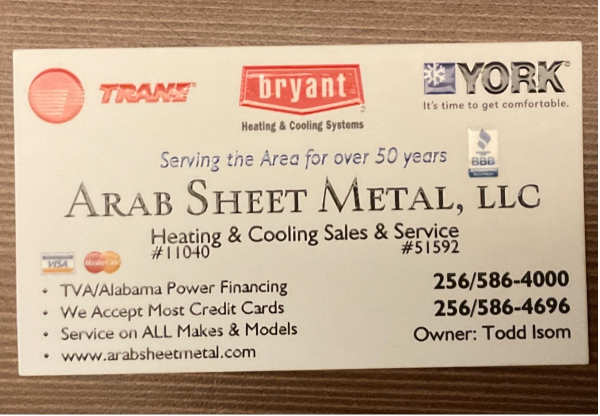 TRANE
bryant
Heating & Cooling Systems
YORK
It's time to get comfortable.
Serving the Area for over 50 years
BBB
ARAB SHEET METAL, LLC
Heating & Cooling Sales & Service
#11040 #51592
VISA MasterCard
• TVA/Alabama Power Financing
• We Accept Most Credit Cards
• Service on ALL Makes & Models
• www.arabsheetmetal.com
256/586-4000
256/586-4696
Owner: Todd Isom